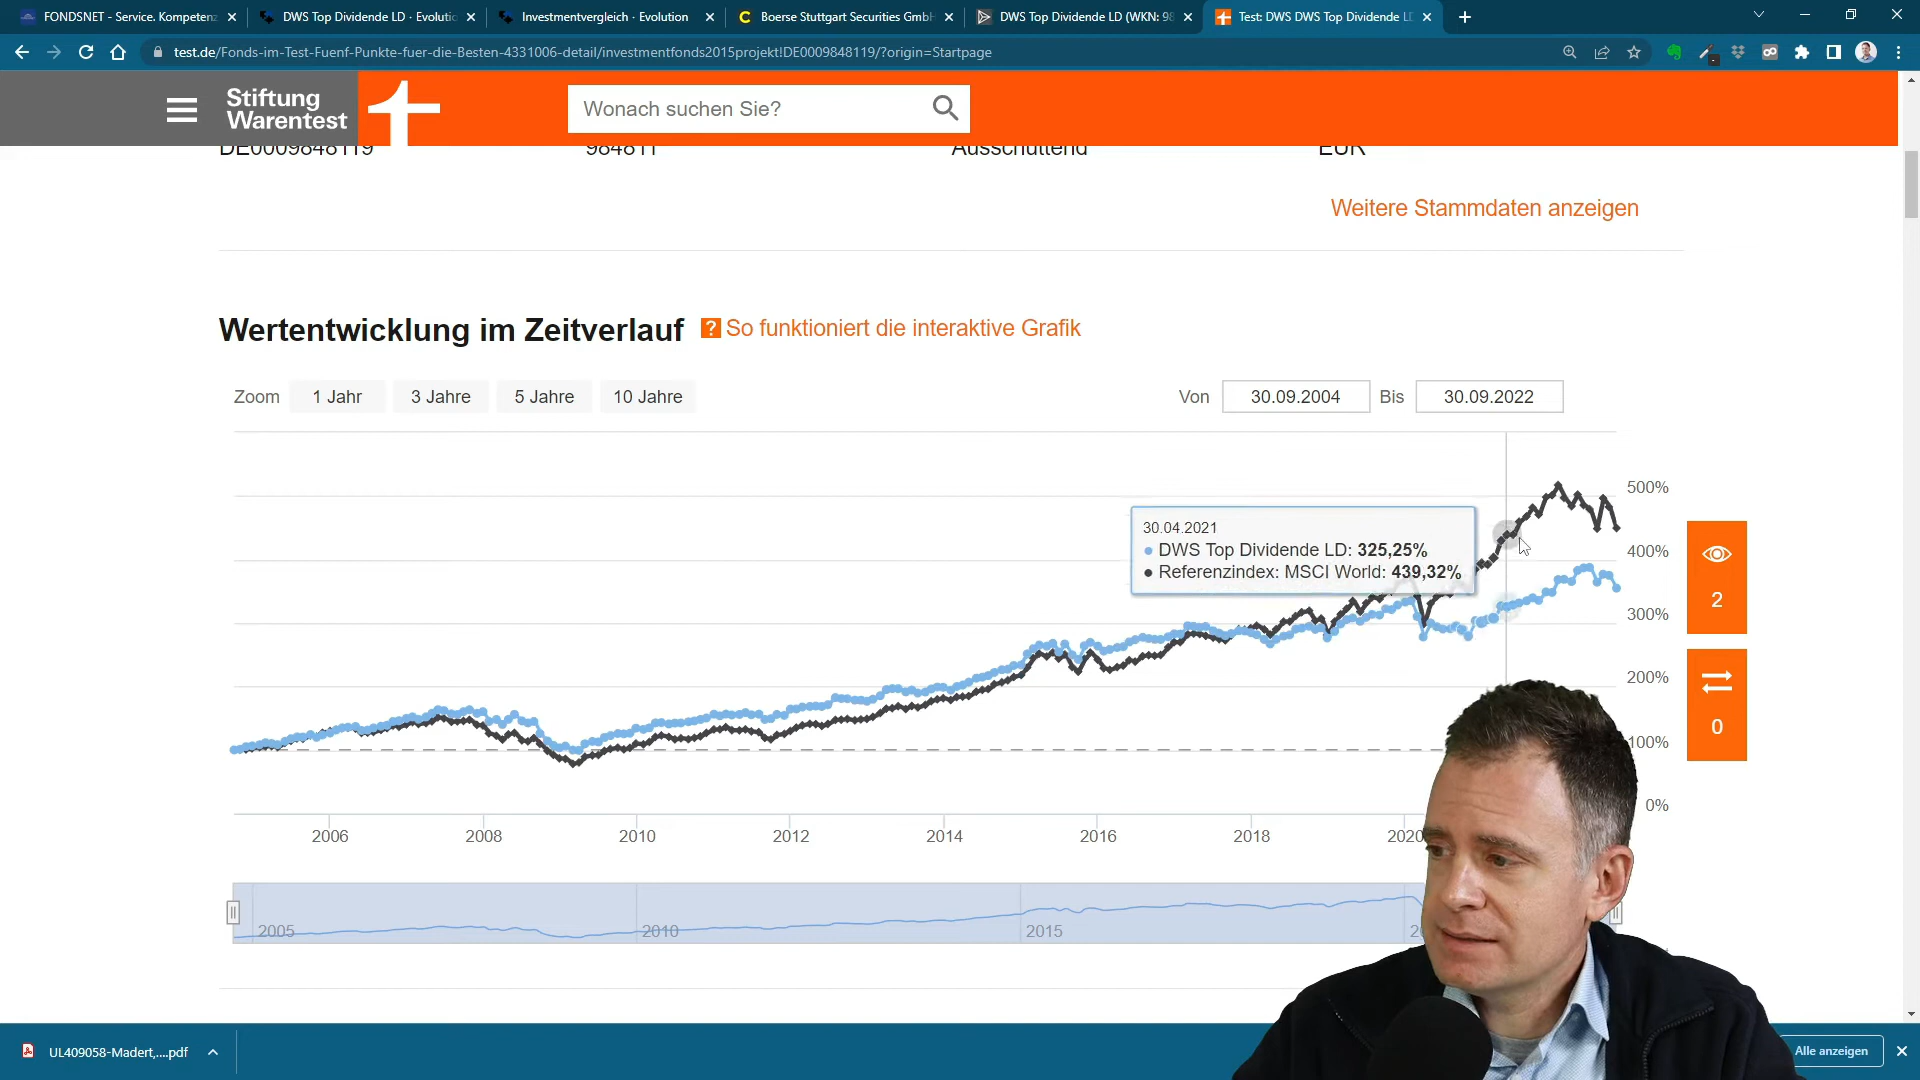 FONDSNET - Service. Kompetenz
DWS Top Dividende LD · Evolutio
Investmentvergleich · Evolution
Boerse Stuttgart Securities GmbH
DWS Top Dividende LD (WKN: 98
Test: DWS DWS Top Dividende LD
test.de/Fonds-im-Test-Fuenf-Punkte-fuer-die-Besten-4331006-detail/investmentfonds2015projekt!DE0009848119/?origin=Startpage
Stiftung
Warentest
Wonach suchen Sie?
DE0009848119 984811 Ausschüttend EUR
Weitere Stammdaten anzeigen
Wertentwicklung im Zeitverlauf ? So funktioniert die interaktive Grafik
Zoom 1 Jahr 3 Jahre 5 Jahre 10 Jahre Von 30.09.2004 Bis 30.09.2022
500%
30.04.2021
DWS Top Dividende LD: 325,25%
Referenzindex: MSCI World: 439,32%
400%
300%
200%
100%
0%
2
0
2006 2008 2010 2012 2014 2016 2018 2020
2005 2010 2015
UL409058-Madert,....pdf
Alle anzeigen